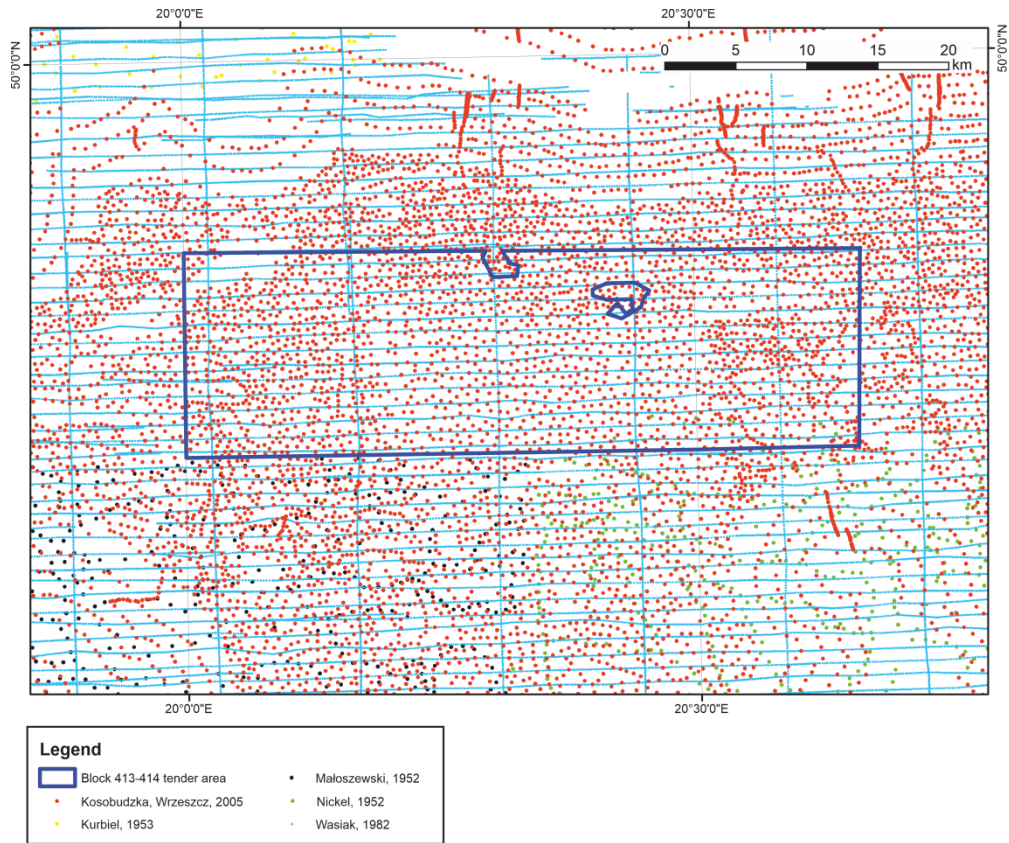 20°0'0"E
20°30'0"E
50°0'0"N
50°0'0"N
0 5 10 15 20
km
20°0'0"E
20°30'0"E
Legend
Block 413-414 tender area
Kosobudzka, Wrzeszcz, 2005
Kurbiel, 1953
Małoszewski, 1952
Nickel, 1952
Wasiak, 1982